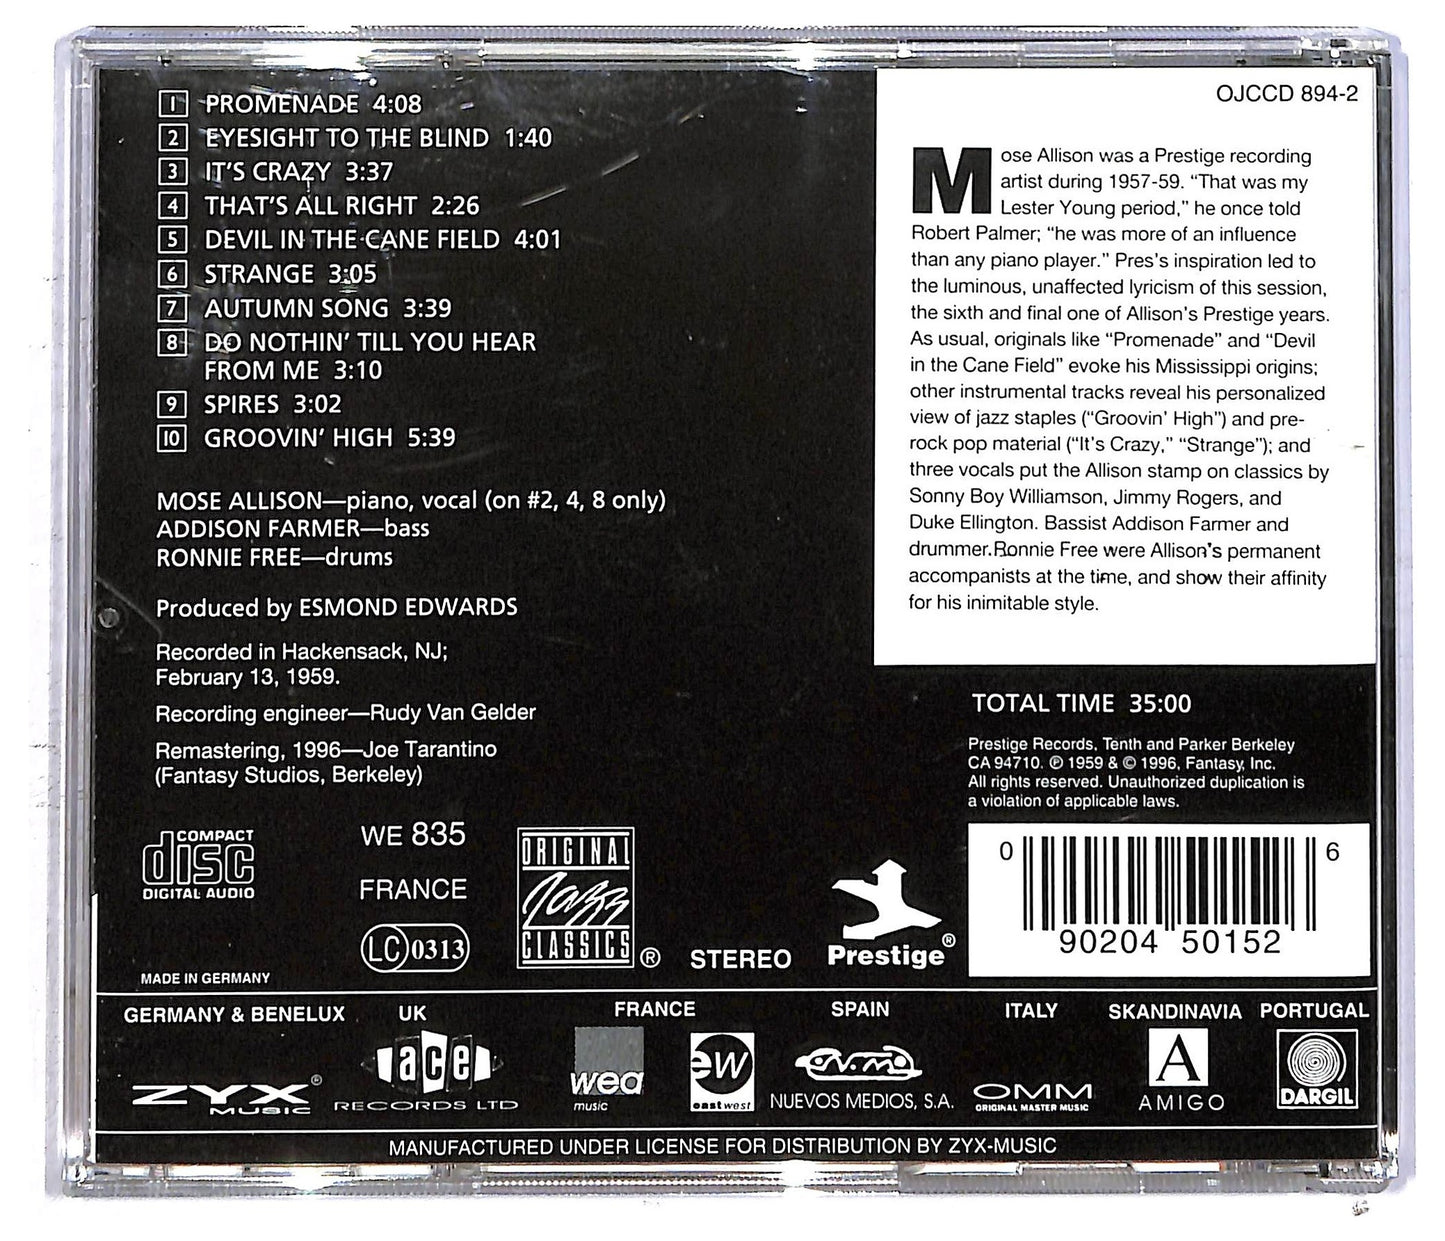 1 PROMENADE 4:08
2 EYESIGHT TO THE BLIND 1:40
3 IT'S CRAZY 3:37
4 THAT'S ALL RIGHT 2:26
5 DEVIL IN THE CANE FIELD 4:01
6 STRANGE 3:05
7 AUTUMN SONG 3:39
8 DO NOTHIN' TILL YOU HEAR
FROM ME 3:10
9 SPIRES 3:02
10 GROOVIN' HIGH 5:39
MOSE ALLISON—piano, vocal (on #2, 4, 8 only)
ADDISON FARMER—bass
RONNIE FREE—drums
Produced by ESMOND EDWARDS
Recorded in Hackensack, NJ;
February 13, 1959.
Recording engineer—Rudy Van Gelder
Remastering, 1996—Joe Tarantino
(Fantasy Studios, Berkeley)
OJCCD 894-2
Mose Allison was a Prestige recording
artist during 1957-59. "That was my
Lester Young period," he once told
Robert Palmer; "he was more of an influence
than any piano player." Pres's inspiration led to
the luminous, unaffected lyricism of this session,
the sixth and final one of Allison's Prestige years.
As usual, originals like "Promenade" and "Devil
in the Cane Field" evoke his Mississippi origins;
other instrumental tracks reveal his personalized
view of jazz staples ("Groovin' High") and pre-
rock pop material ("It's Crazy," "Strange"); and
three vocals put the Allison stamp on classics by
Sonny Boy Williamson, Jimmy Rogers, and
Duke Ellington. Bassist Addison Farmer and
drummer Ronnie Free were Allison's permanent
accompanists at the time, and show their affinity
for his inimitable style.
TOTAL TIME 35:00
Prestige Records, Tenth and Parker Berkeley
CA 94710. ℗ 1959 & © 1996, Fantasy, Inc.
All rights reserved. Unauthorized duplication is
a violation of applicable laws.
COMPACT
disc
DIGITAL AUDIO
WE 835
FRANCE
LC 0313
MADE IN GERMANY
ORIGINAL
Jazz
CLASSICS ®
STEREO
Prestige ®
0 90204 50152 6
GERMANY & BENELUX UK FRANCE SPAIN ITALY SKANDINAVIA PORTUGAL
ZYX ®
MUSIC
ace
RECORDS LTD
wea
music
ew
eastwest
n.mo
NUEVOS MEDIOS, S.A.
OMM
ORIGINAL MASTER MUSIC
A
AMIGO
DARGIL
MANUFACTURED UNDER LICENSE FOR DISTRIBUTION BY ZYX-MUSIC